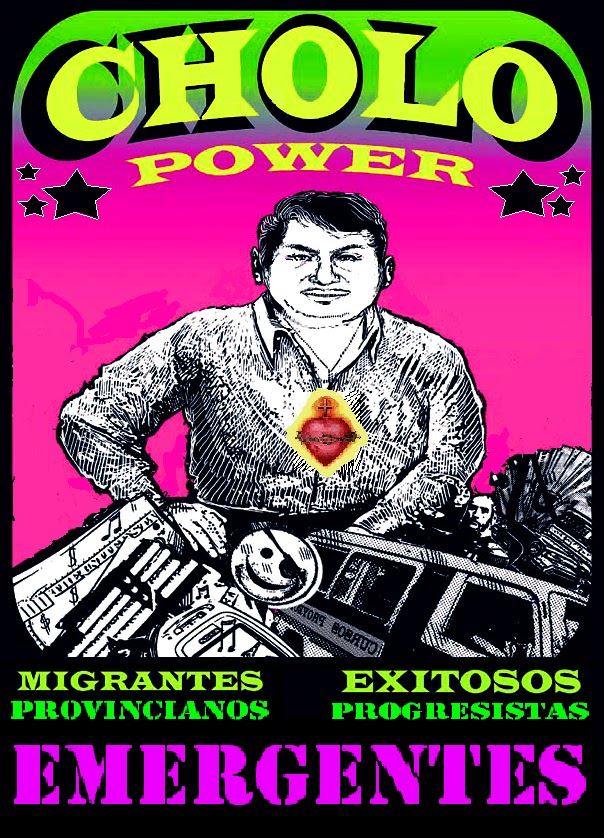 CHOLO
POWER
MIGRANTES EXITOSOS
PROVINCIANOS PROGRESISTAS
EMERGENTES